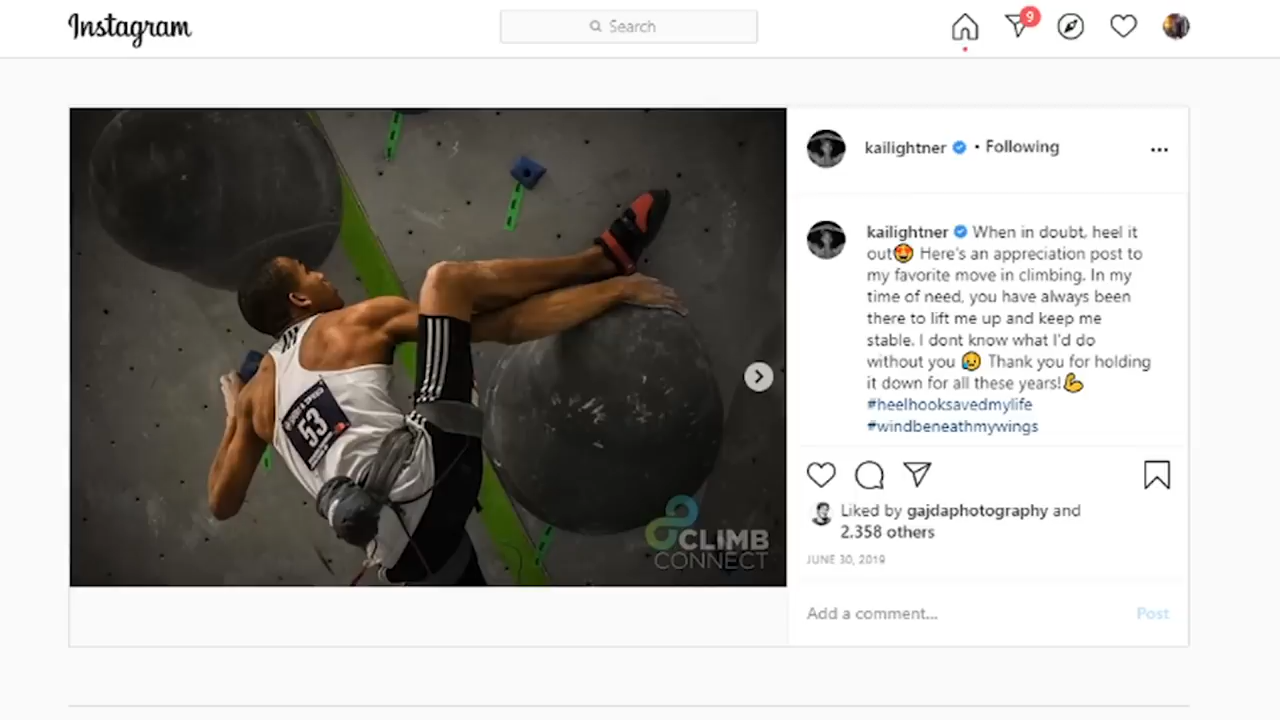 Instagram
Search
9
kailightner • Following
kailightner When in doubt, heel it
out😍 Here's an appreciation post to
my favorite move in climbing. In my
time of need, you have always been
there to lift me up and keep me
stable. I dont know what I'd do
without you 😥 Thank you for holding
it down for all these years!💪
#heelhooksavedmylife
#windbeneathmywings
53
CLIMB
CONNECT
Liked by gajdaphotography and
2,358 others
JUNE 30, 2019
Add a comment...
Post